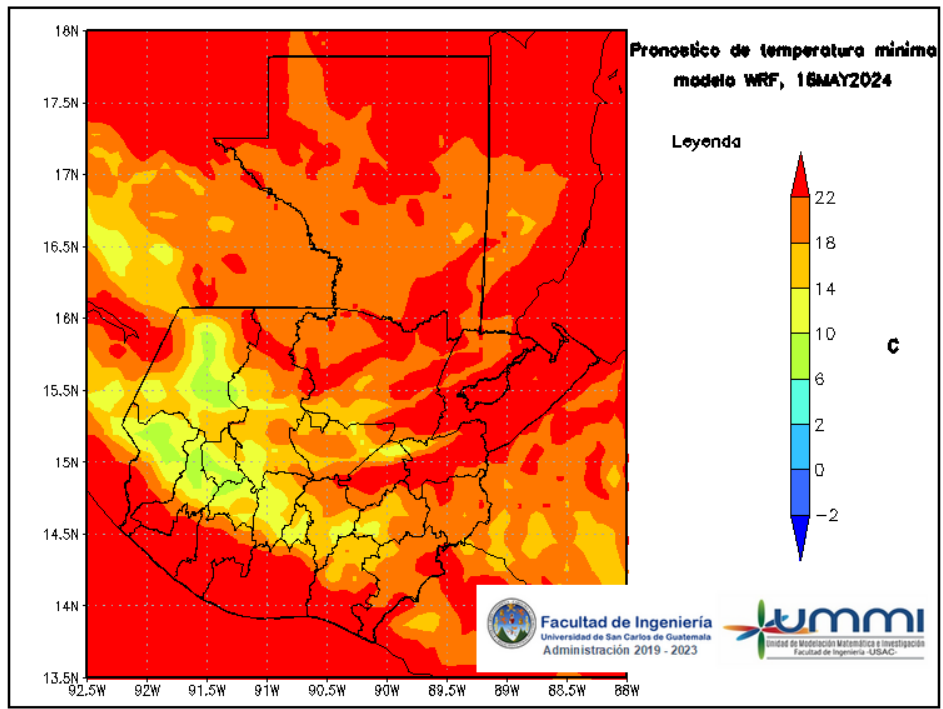 Pronostico de temperatura minima
modelo WRF, 16MAY2024
Leyenda
22
18
14
10
6
2
0
-2
C
18N
17.5N
17N
16.5N
16N
15.5N
15N
14.5N
14N
13.5N
92.5W
92W
91.5W
91W
90.5W
90W
89.5W
89W
88.5W
88W
Facultad de Ingeniería
Universidad de San Carlos de Guatemala
Administración 2019 - 2023
UMMI
Unidad de Modelación Matemática e Investigación
Facultad de Ingeniería -USAC-